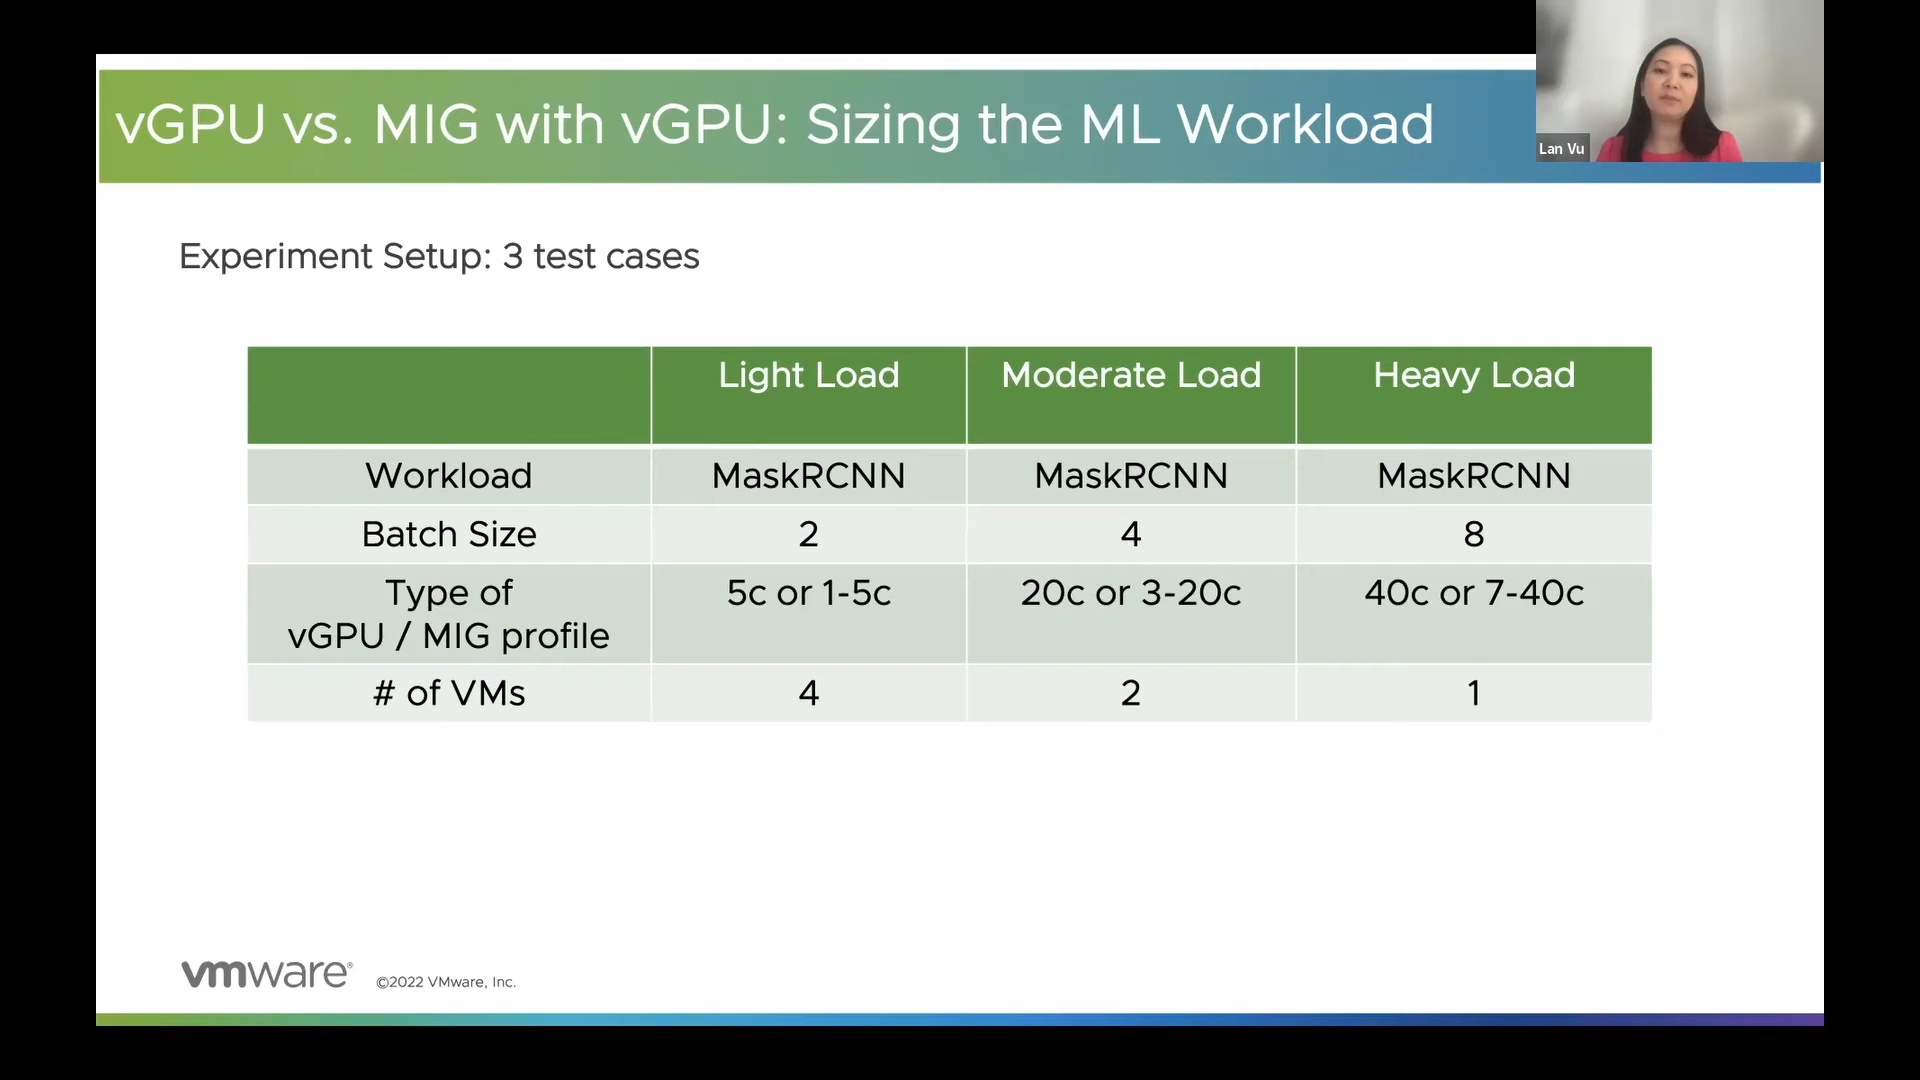 vGPU vs. MIG with vGPU: Sizing the ML Workload
Lan Vu
Experiment Setup: 3 test cases
Light Load Moderate Load Heavy Load
Workload MaskRCNN MaskRCNN MaskRCNN
Batch Size 2 4 8
Type of
vGPU / MIG profile 5c or 1-5c 20c or 3-20c 40c or 7-40c
# of VMs 4 2 1
vmware® ©2022 VMware, Inc.